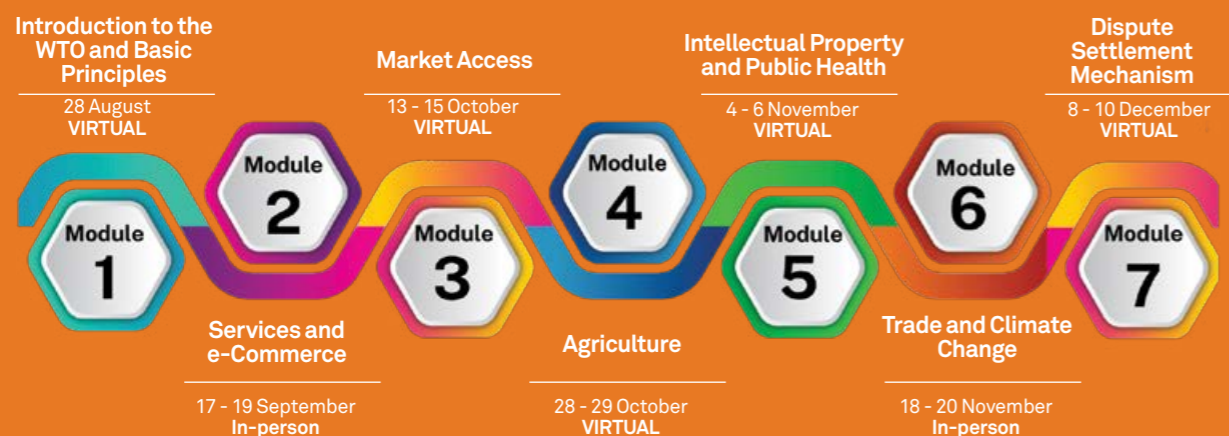 Introduction to the
WTO and Basic
Principles
28 August
VIRTUAL
Module
1
Module
2
Services and
e-Commerce
17 - 19 September
In-person
Market Access
13 - 15 October
VIRTUAL
Module
3
Module
4
Agriculture
28 - 29 October
VIRTUAL
Intellectual Property
and Public Health
4 - 6 November
VIRTUAL
Module
5
Module
6
Trade and Climate
Change
18 - 20 November
In-person
Dispute
Settlement
Mechanism
8 - 10 December
VIRTUAL
Module
7